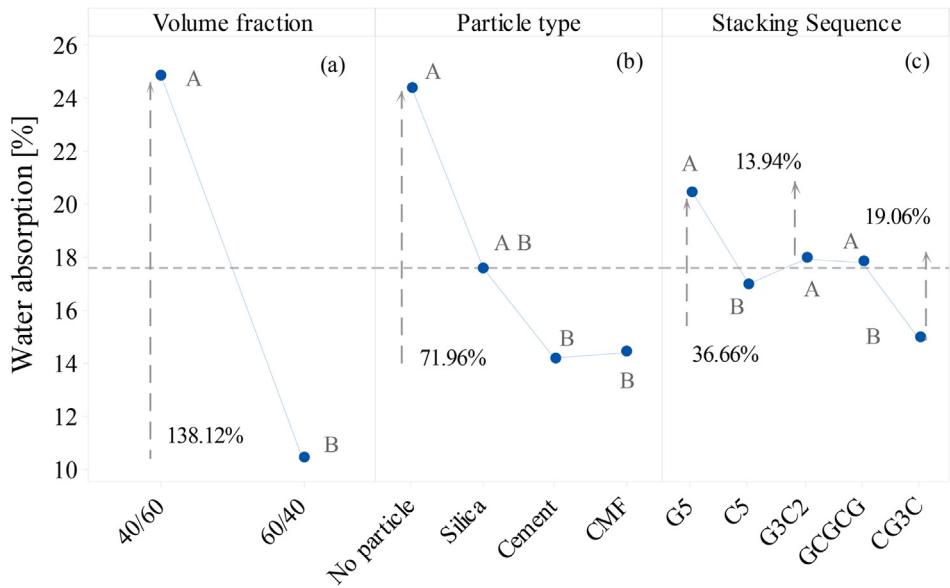 Volume fraction
Particle type
Stacking Sequence
Water absorption [%]
26
24
22
20
18
16
14
12
10
(a)
A
138.12%
B
40/60
60/40
(b)
A
A B
71.96%
B
B
No particle
Silica
Cement
CMF
(c)
13.94%
A
19.06%
A
B
A
B
36.66%
G5
C5
G3C2
GCGCG
CG3C